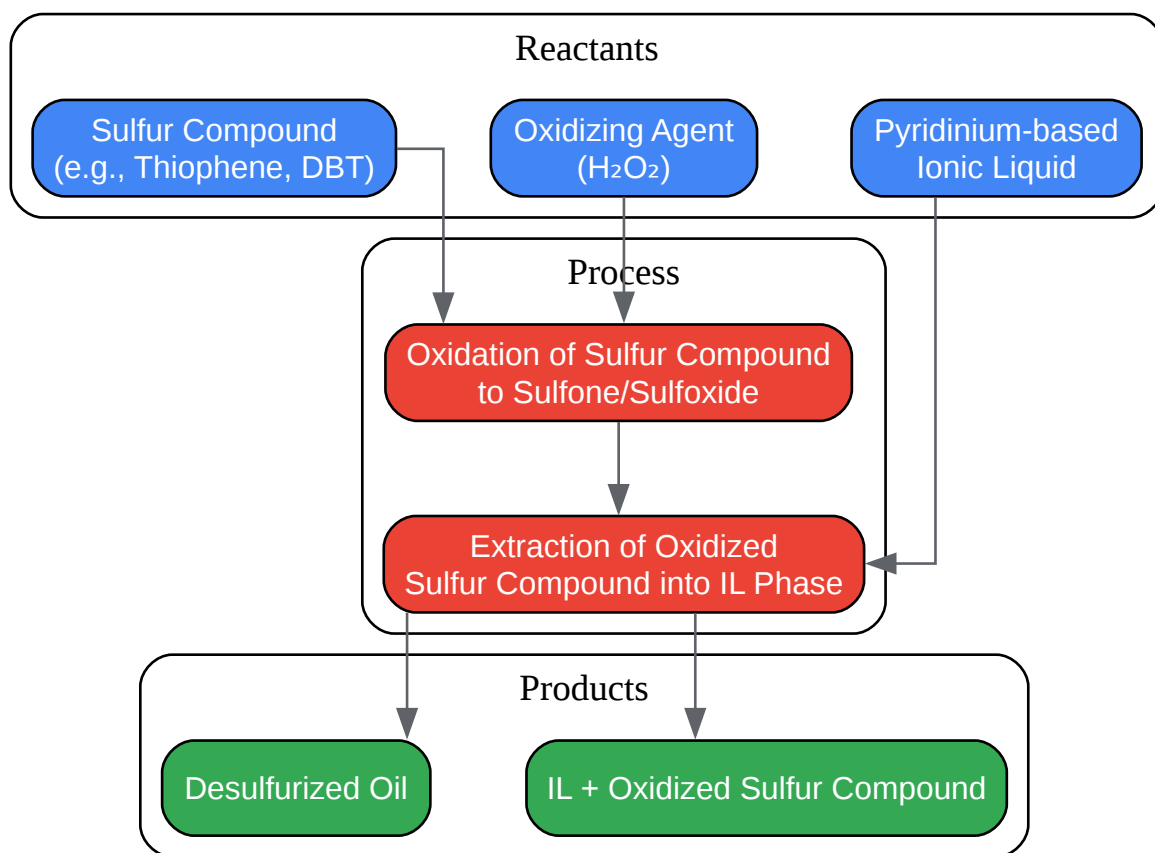 Reactants
Sulfur Compound
(e.g., Thiophene, DBT)
Oxidizing Agent
(H₂O₂)
Pyridinium-based
Ionic Liquid
Process
Oxidation of Sulfur Compound
to Sulfone/Sulfoxide
Extraction of Oxidized
Sulfur Compound into IL Phase
Products
Desulfurized Oil
IL + Oxidized Sulfur Compound